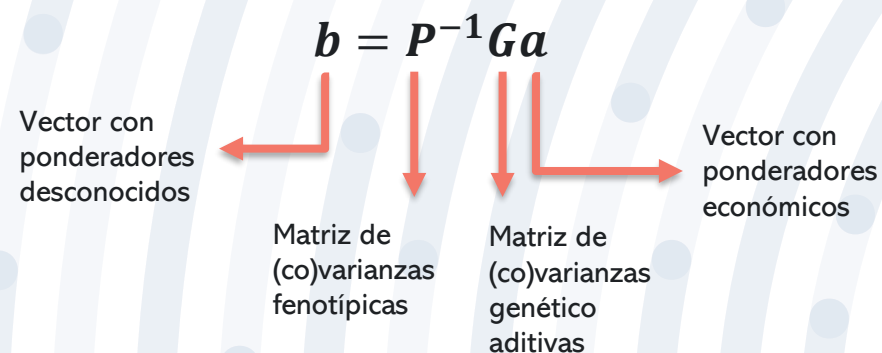 b = P⁻¹Ga
Vector con
ponderadores
desconocidos
Matriz de
(co)varianzas
fenotípicas
Matriz de
(co)varianzas
genético
aditivas
Vector con
ponderadores
económicos